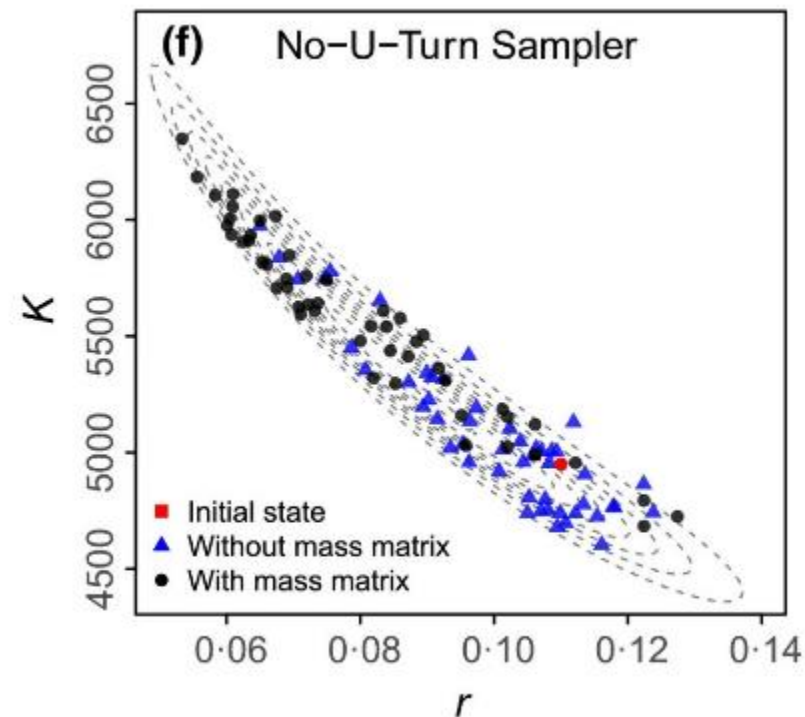 (f) No−U−Turn Sampler
6500
6000
5500
5000
4500
K
Initial state
Without mass matrix
With mass matrix
0·06 0·08 0·10 0·12 0·14
r